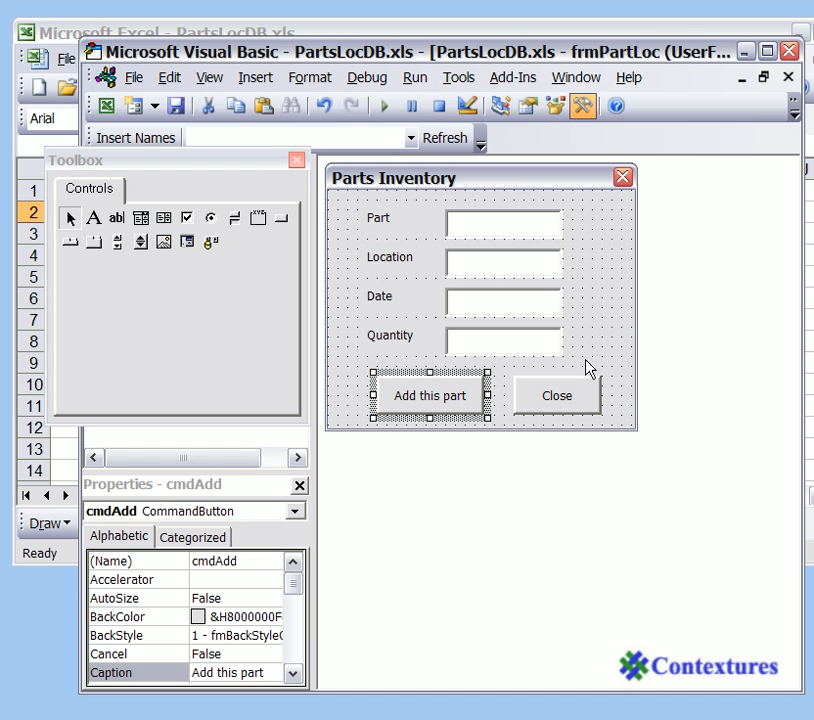 Microsoft Excel - PartsLocDB.xls
File
Arial
Microsoft Visual Basic - PartsLocDB.xls - [PartsLocDB.xls - frmPartLoc (UserF...
File Edit View Insert Format Debug Run Tools Add-Ins Window Help
Insert Names Refresh
Toolbox
Controls
A abl
XYZ
1
2
3
4
5
6
7
8
9
10
11
12
13
14
Draw
Ready
Parts Inventory
Part
Location
Date
Quantity
Add this part Close
Properties - cmdAdd
cmdAdd CommandButton
Alphabetic Categorized
(Name) cmdAdd
Accelerator
AutoSize False
BackColor &H8000000F
BackStyle 1 - fmBackStyleO
Cancel False
Caption Add this part
Contextures